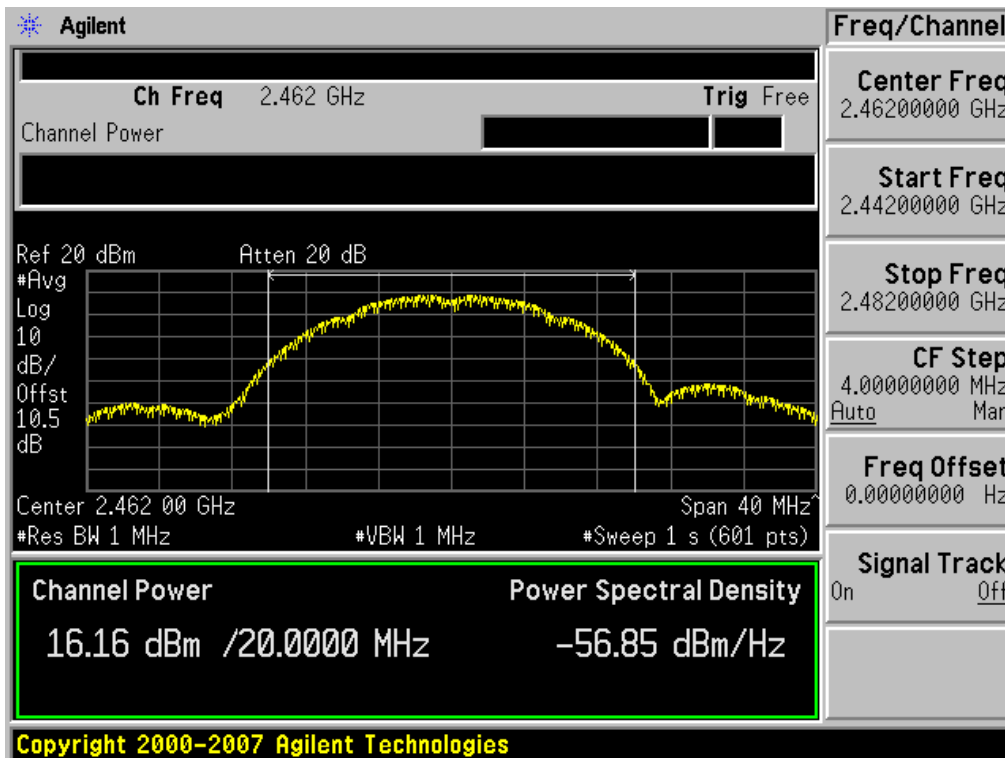 Agilent
Freq/Channel
Ch Freq 2.462 GHz Trig Free
Channel Power
Center Freq
2.46200000 GHz
Start Freq
2.44200000 GHz
Stop Freq
2.48200000 GHz
CF Step
4.00000000 MHz
Auto Man
Freq Offset
0.00000000 Hz
Signal Track
On Off
Ref 20 dBm Atten 20 dB
#Avg
Log
10
dB/
Offst
10.5
dB
Center 2.462 00 GHz Span 40 MHz^
#Res BW 1 MHz #VBW 1 MHz #Sweep 1 s (601 pts)
Channel Power Power Spectral Density
16.16 dBm /20.0000 MHz -56.85 dBm/Hz
Copyright 2000-2007 Agilent Technologies